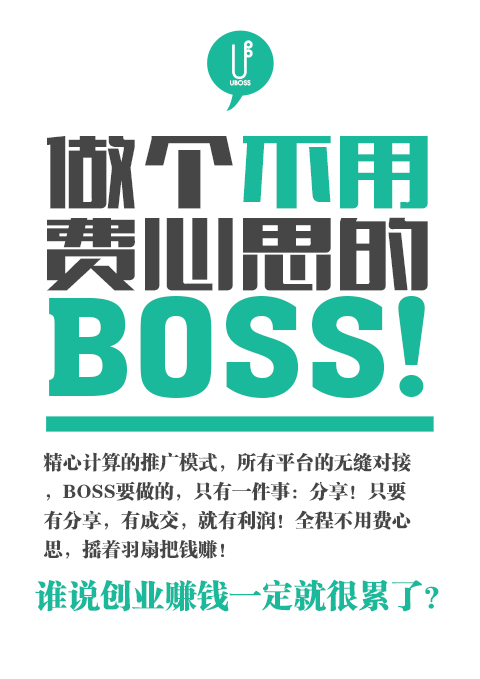 UBOSS
做个不用
费心思的
BOSS!
精心计算的推广模式，所有平台的无缝对接
，BOSS要做的，只有一件事：分享！只要
有分享，有成交，就有利润！全程不用费心
思，摇着羽扇把钱赚！
谁说创业赚钱一定就很累了？